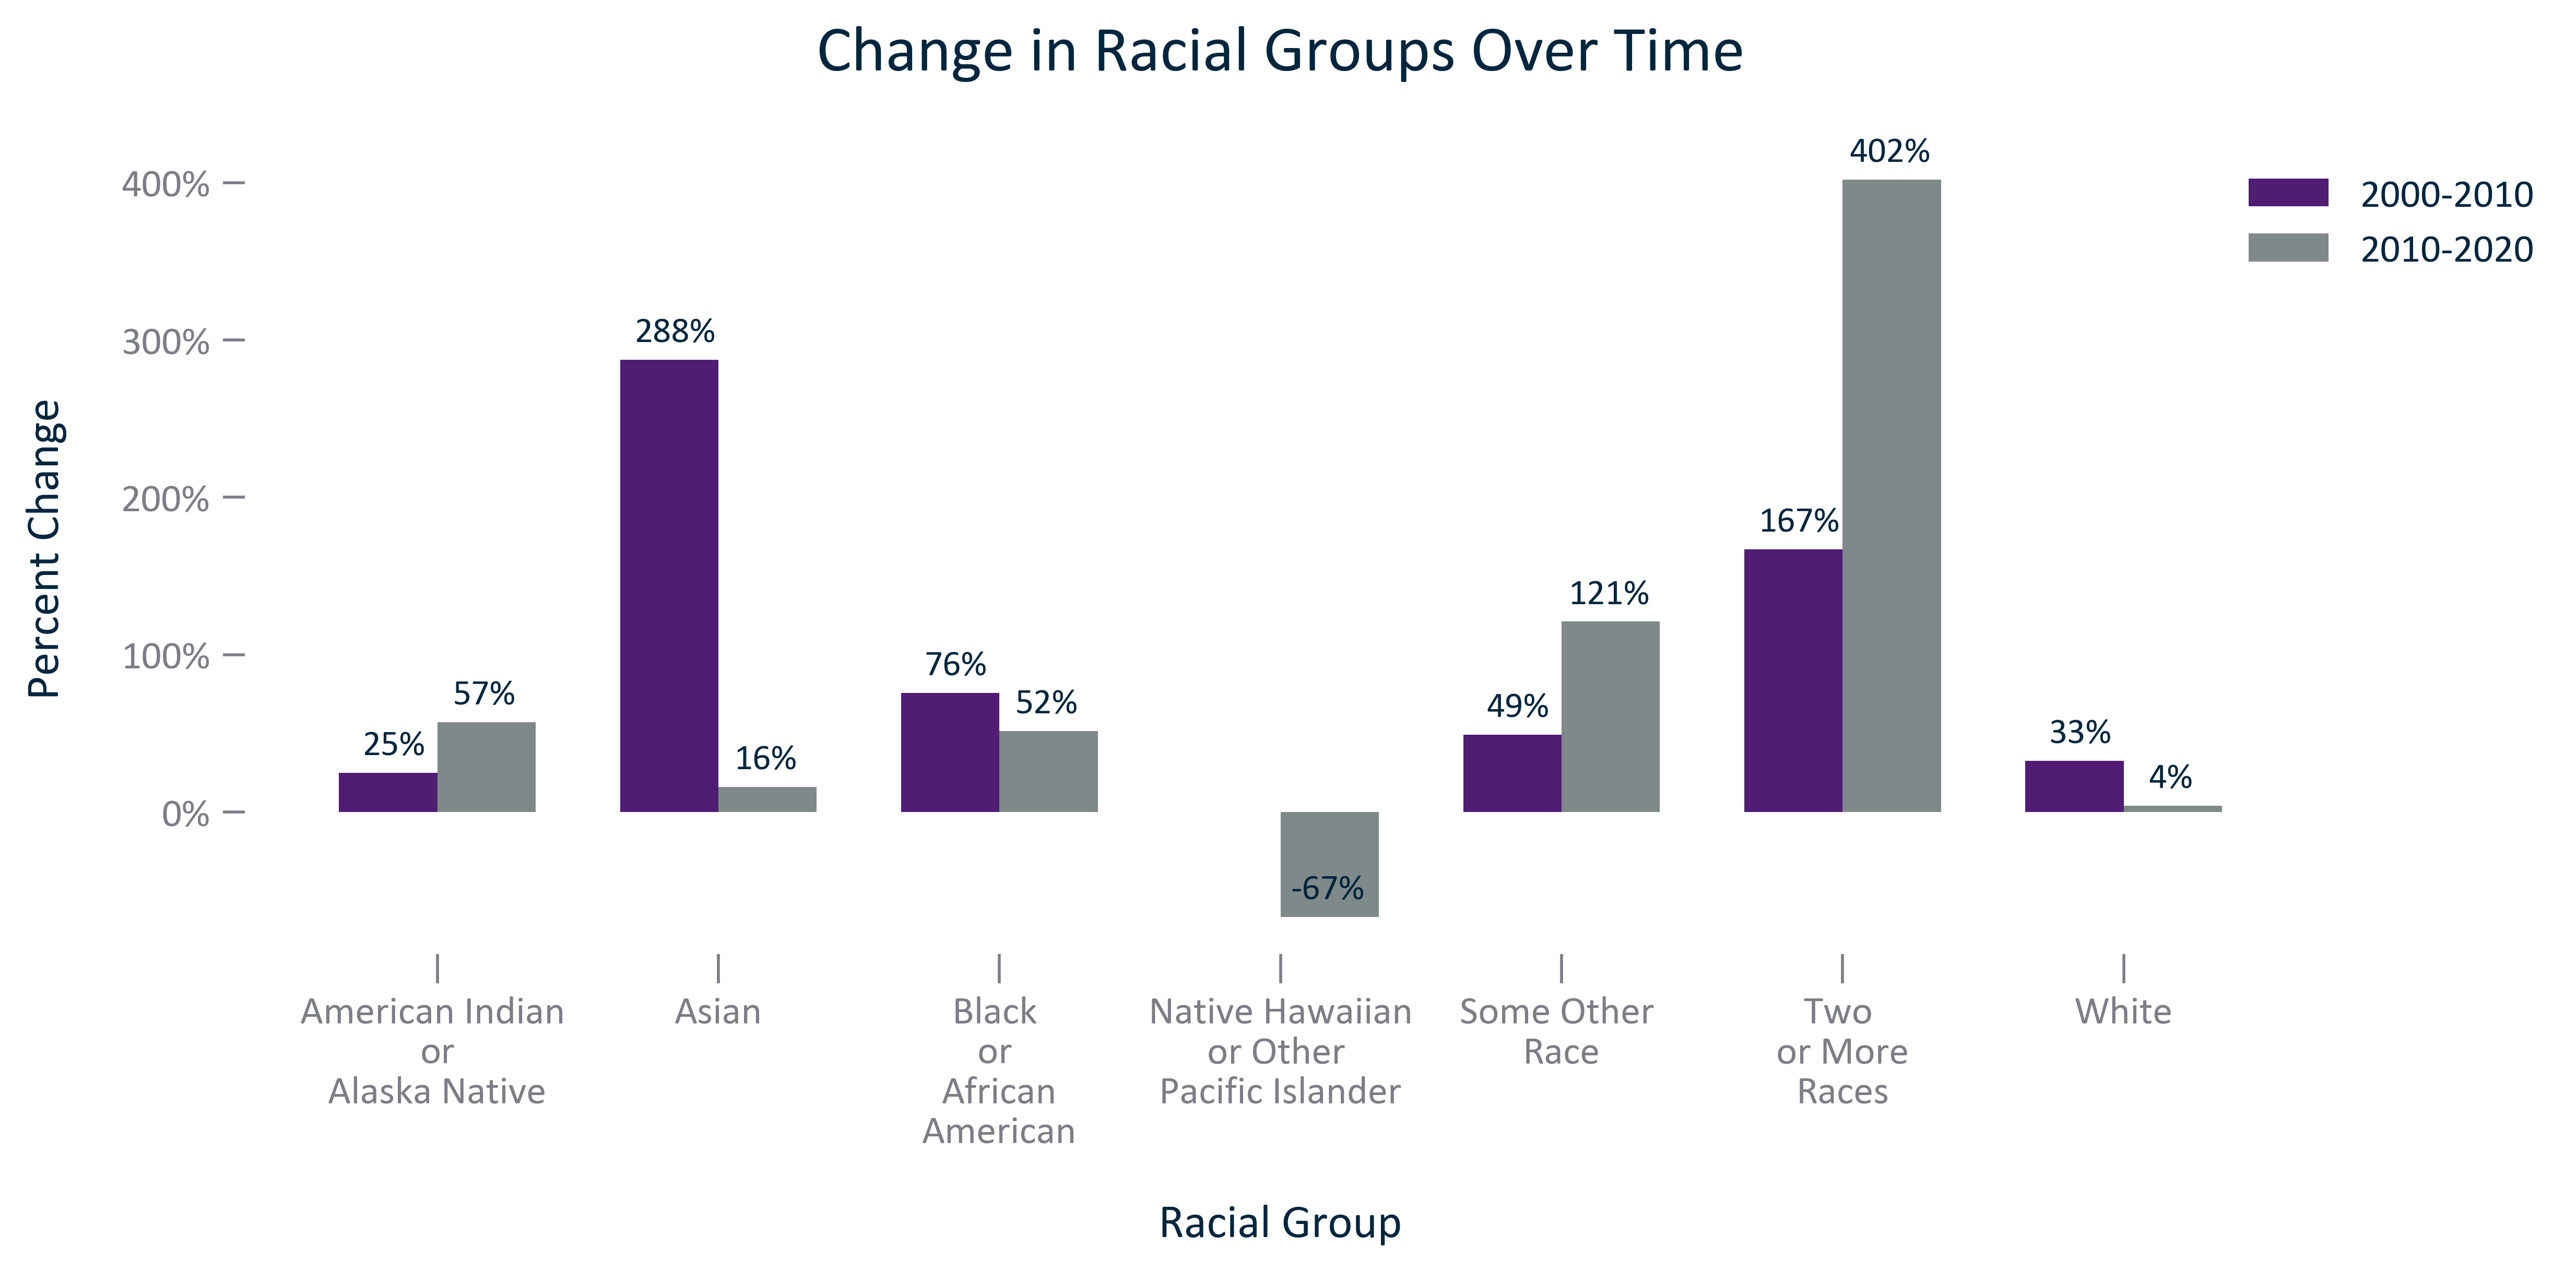 Change in Racial Groups Over Time
Percent Change
400%
300%
200%
100%
0%
25%
57%
288%
16%
76%
52%
-67%
49%
121%
167%
402%
33%
4%
2000-2010
2010-2020
American Indian
or
Alaska Native
Asian
Black
or
African
American
Native Hawaiian
or Other
Pacific Islander
Some Other
Race
Two
or More
Races
White
Racial Group